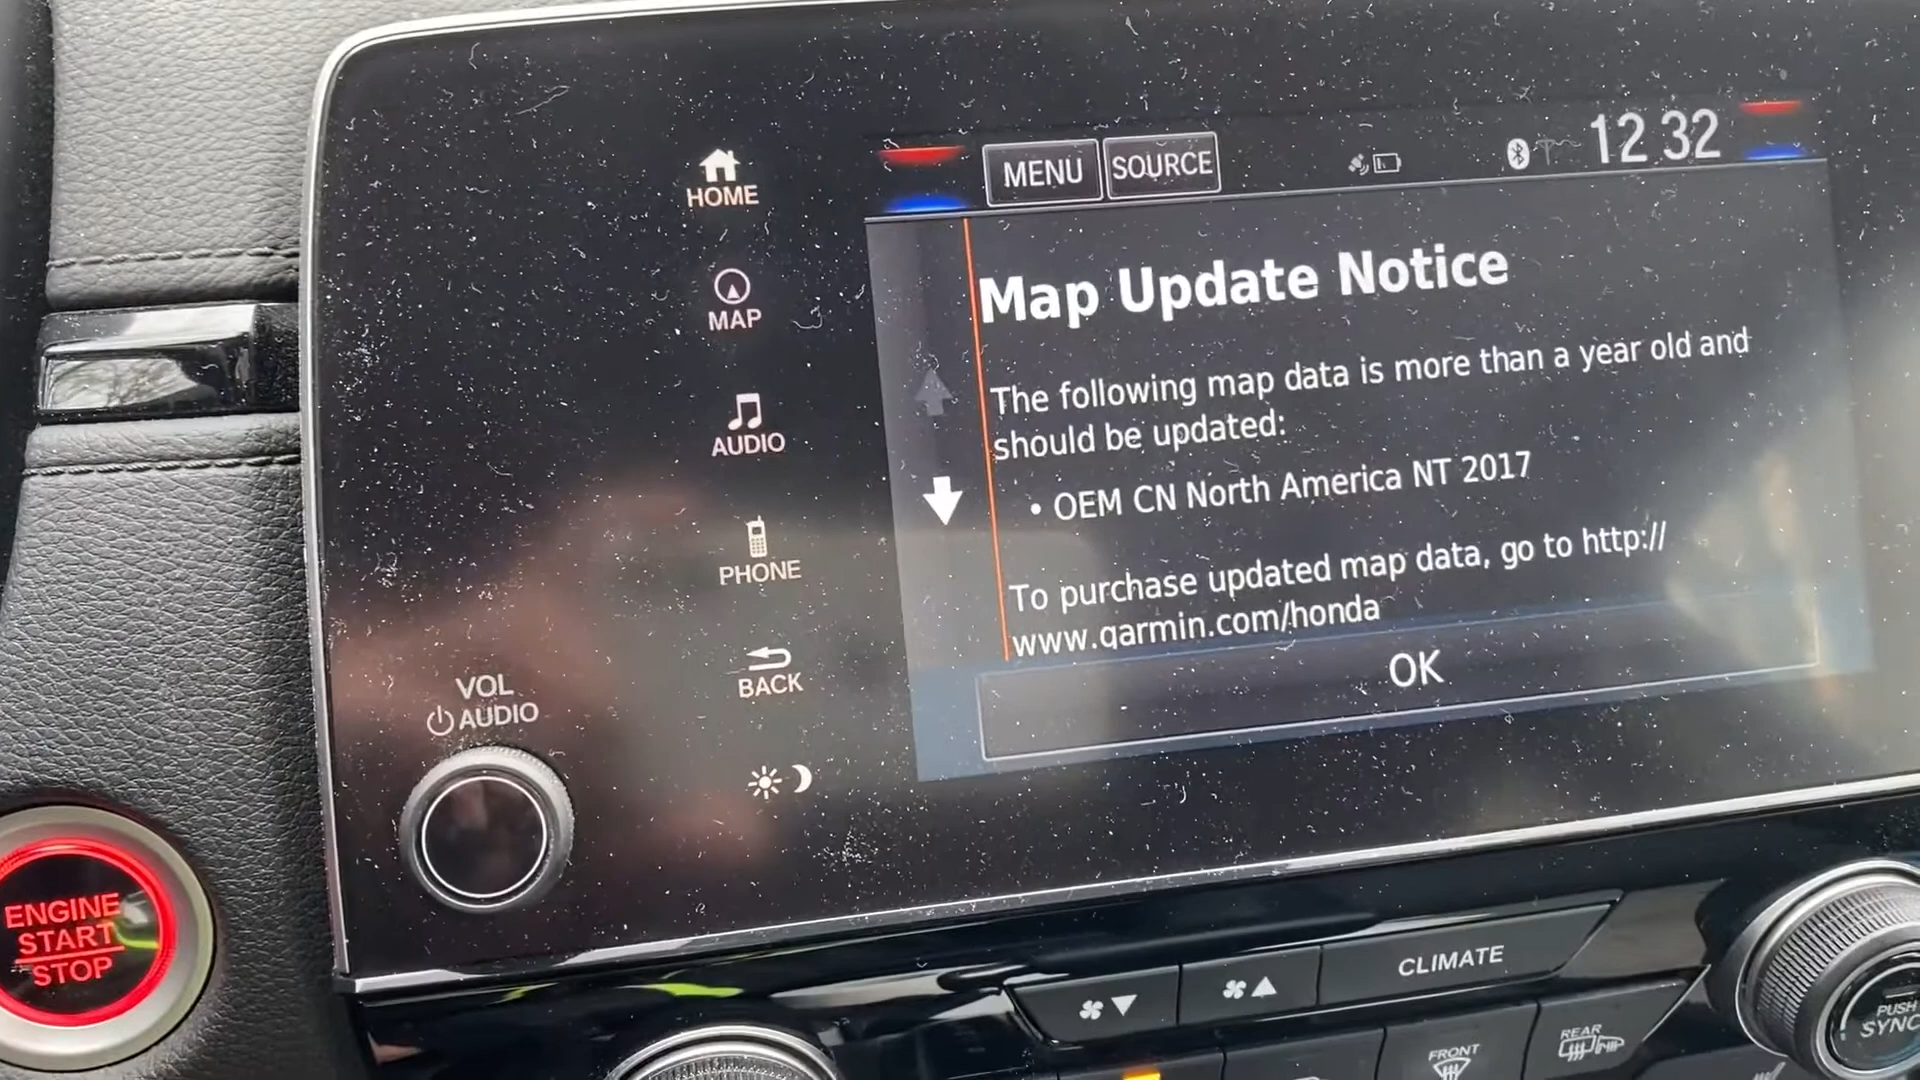 HOME
MAP
AUDIO
PHONE
BACK
VOL
AUDIO
MENU
SOURCE
12 32
Map Update Notice
The following map data is more than a year old and
should be updated:
• OEM CN North America NT 2017
To purchase updated map data, go to http://
www.garmin.com/honda
OK
ENGINE
START
STOP
CLIMATE
FRONT
REAR
PUSH
SYNC